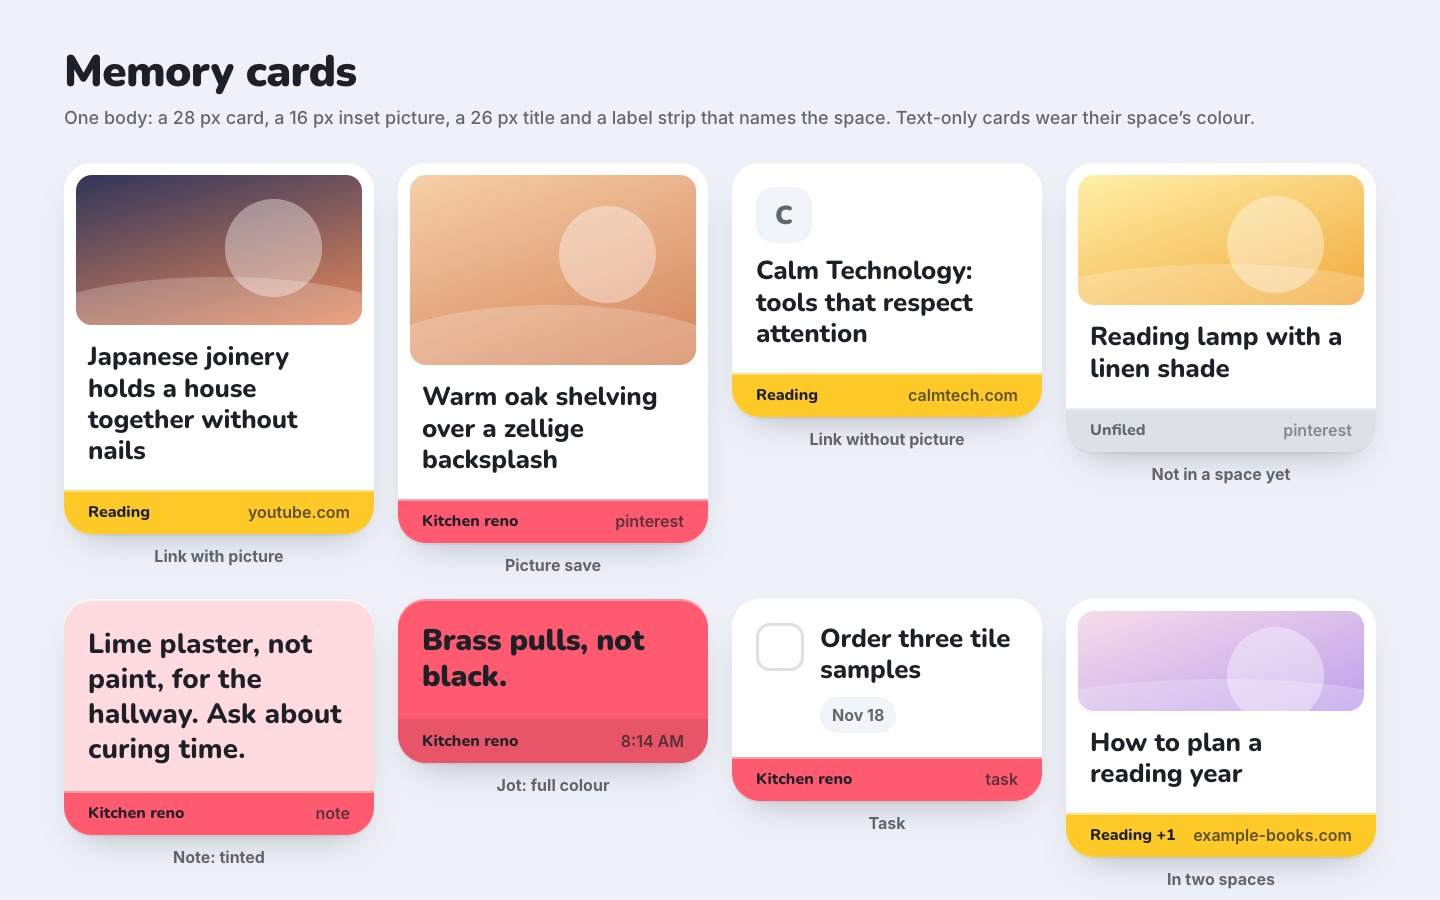 Memory cards
One body: a 28 px card, a 16 px inset picture, a 26 px title and a label strip that names the space. Text-only cards wear their space’s colour.
Japanese joinery
holds a house
together without
nails
Reading youtube.com
Link with picture
Warm oak shelving
over a zellige
backsplash
Kitchen reno pinterest
Picture save
C
Calm Technology:
tools that respect
attention
Reading calmtech.com
Link without picture
Reading lamp with a
linen shade
Unfiled pinterest
Not in a space yet
Lime plaster, not
paint, for the
hallway. Ask about
curing time.
Kitchen reno note
Note: tinted
Brass pulls, not
black.
Kitchen reno 8:14 AM
Jot: full colour
Order three tile
samples
Nov 18
Kitchen reno task
Task
How to plan a
reading year
Reading +1 example-books.com
In two spaces